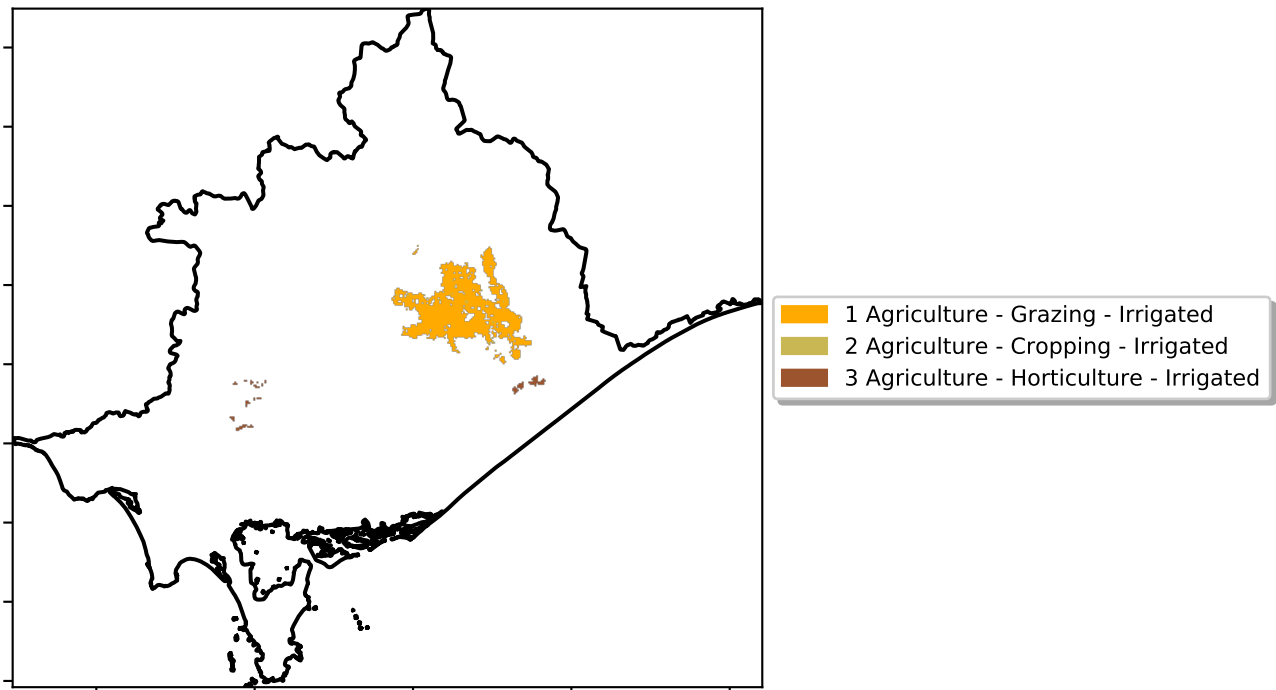 1 Agriculture - Grazing - Irrigated
2 Agriculture - Cropping - Irrigated
3 Agriculture - Horticulture - Irrigated